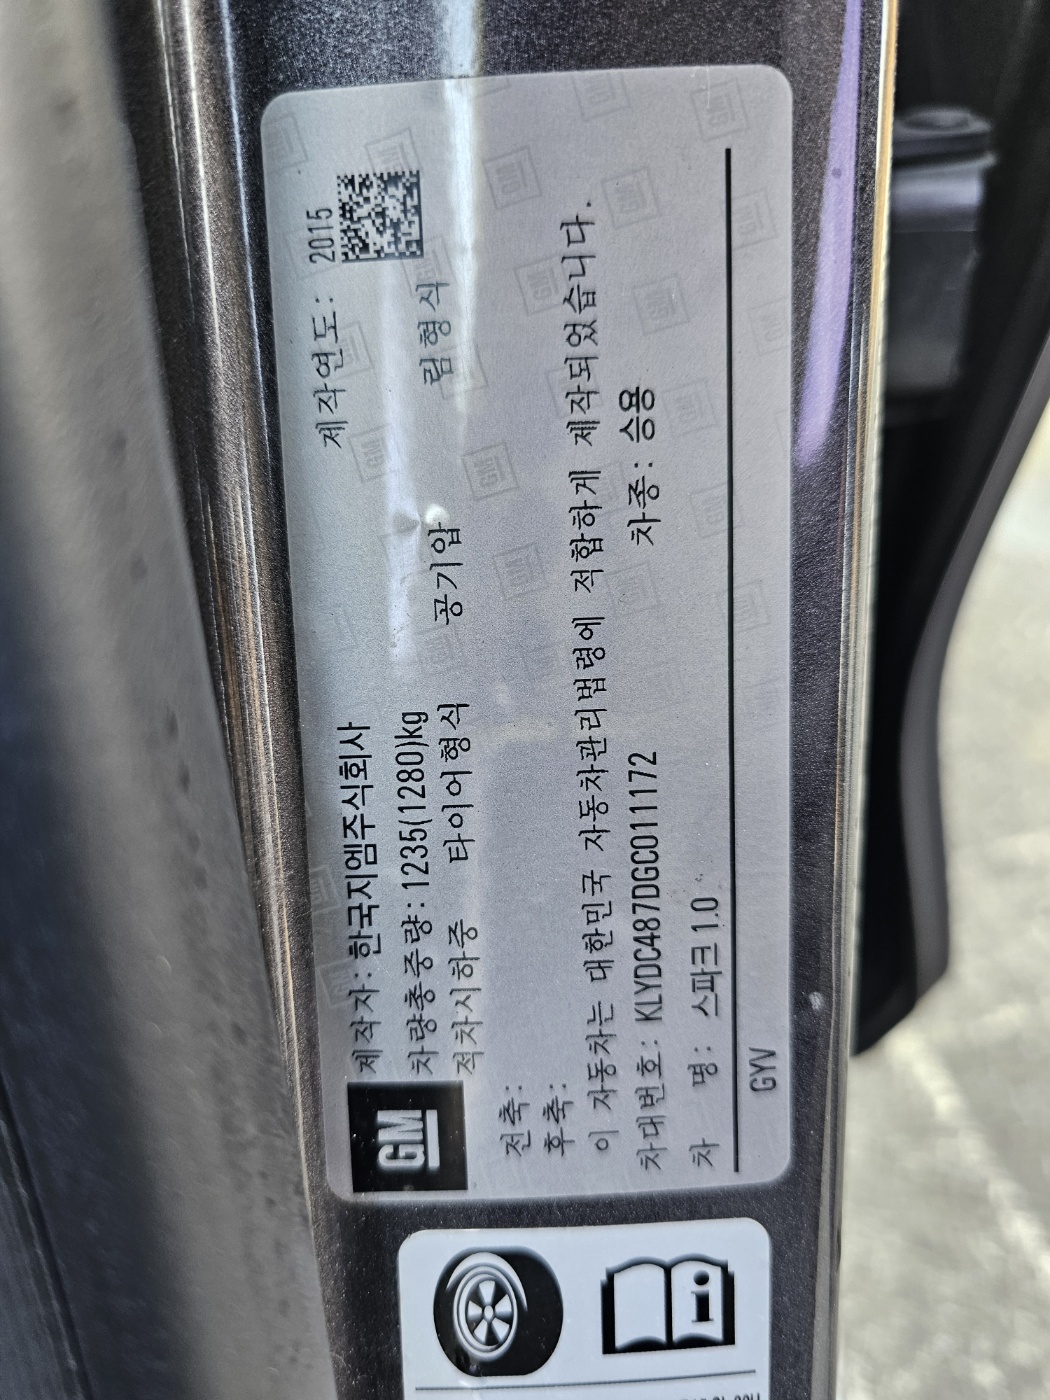 GM
제작자: 한국지엠주식회사 제작연도: 2015
차량총중량: 1235(1280)kg
적차시하중 타이어형식 공기압 림형식
전축:
후축:
이 자동차는 대한민국 자동차관리법령에 적합하게 제작되었습니다.
차대번호: KLYDC487DGC011172 차종: 승용
차 명: 스파크 1.0
GYV